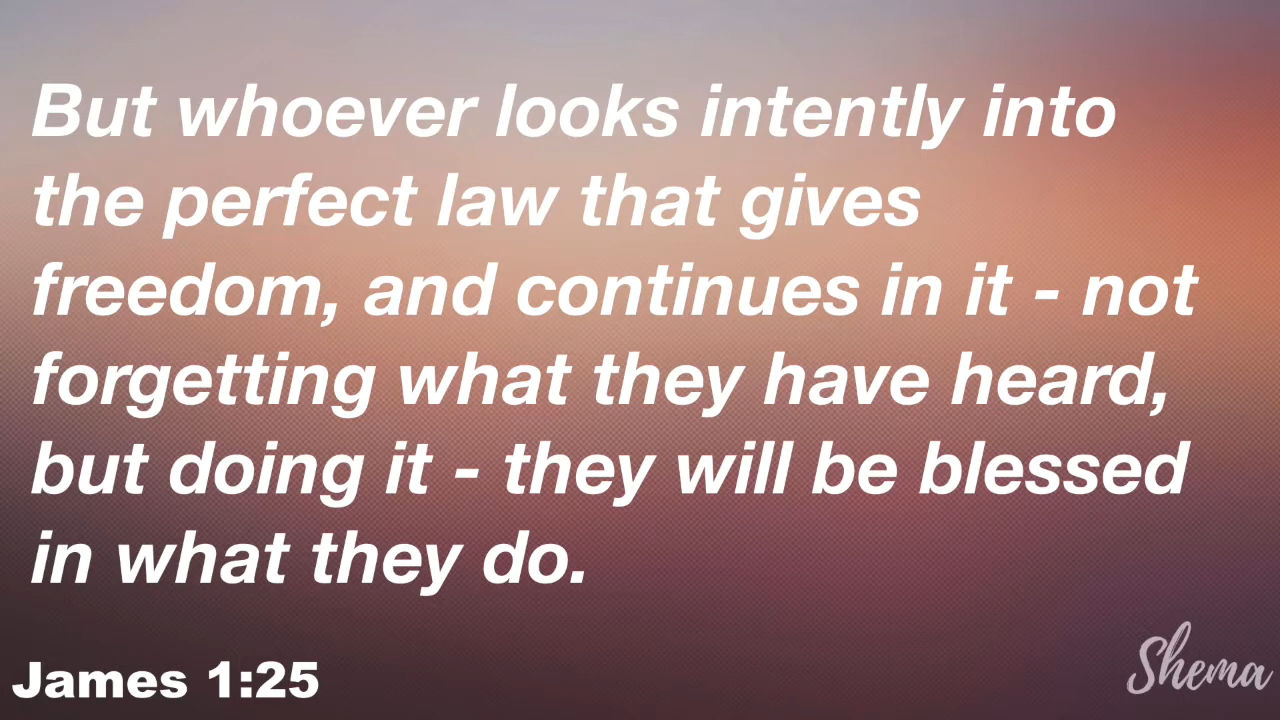 But whoever looks intently into
the perfect law that gives
freedom, and continues in it - not
forgetting what they have heard,
but doing it - they will be blessed
in what they do.
James 1:25
Shema